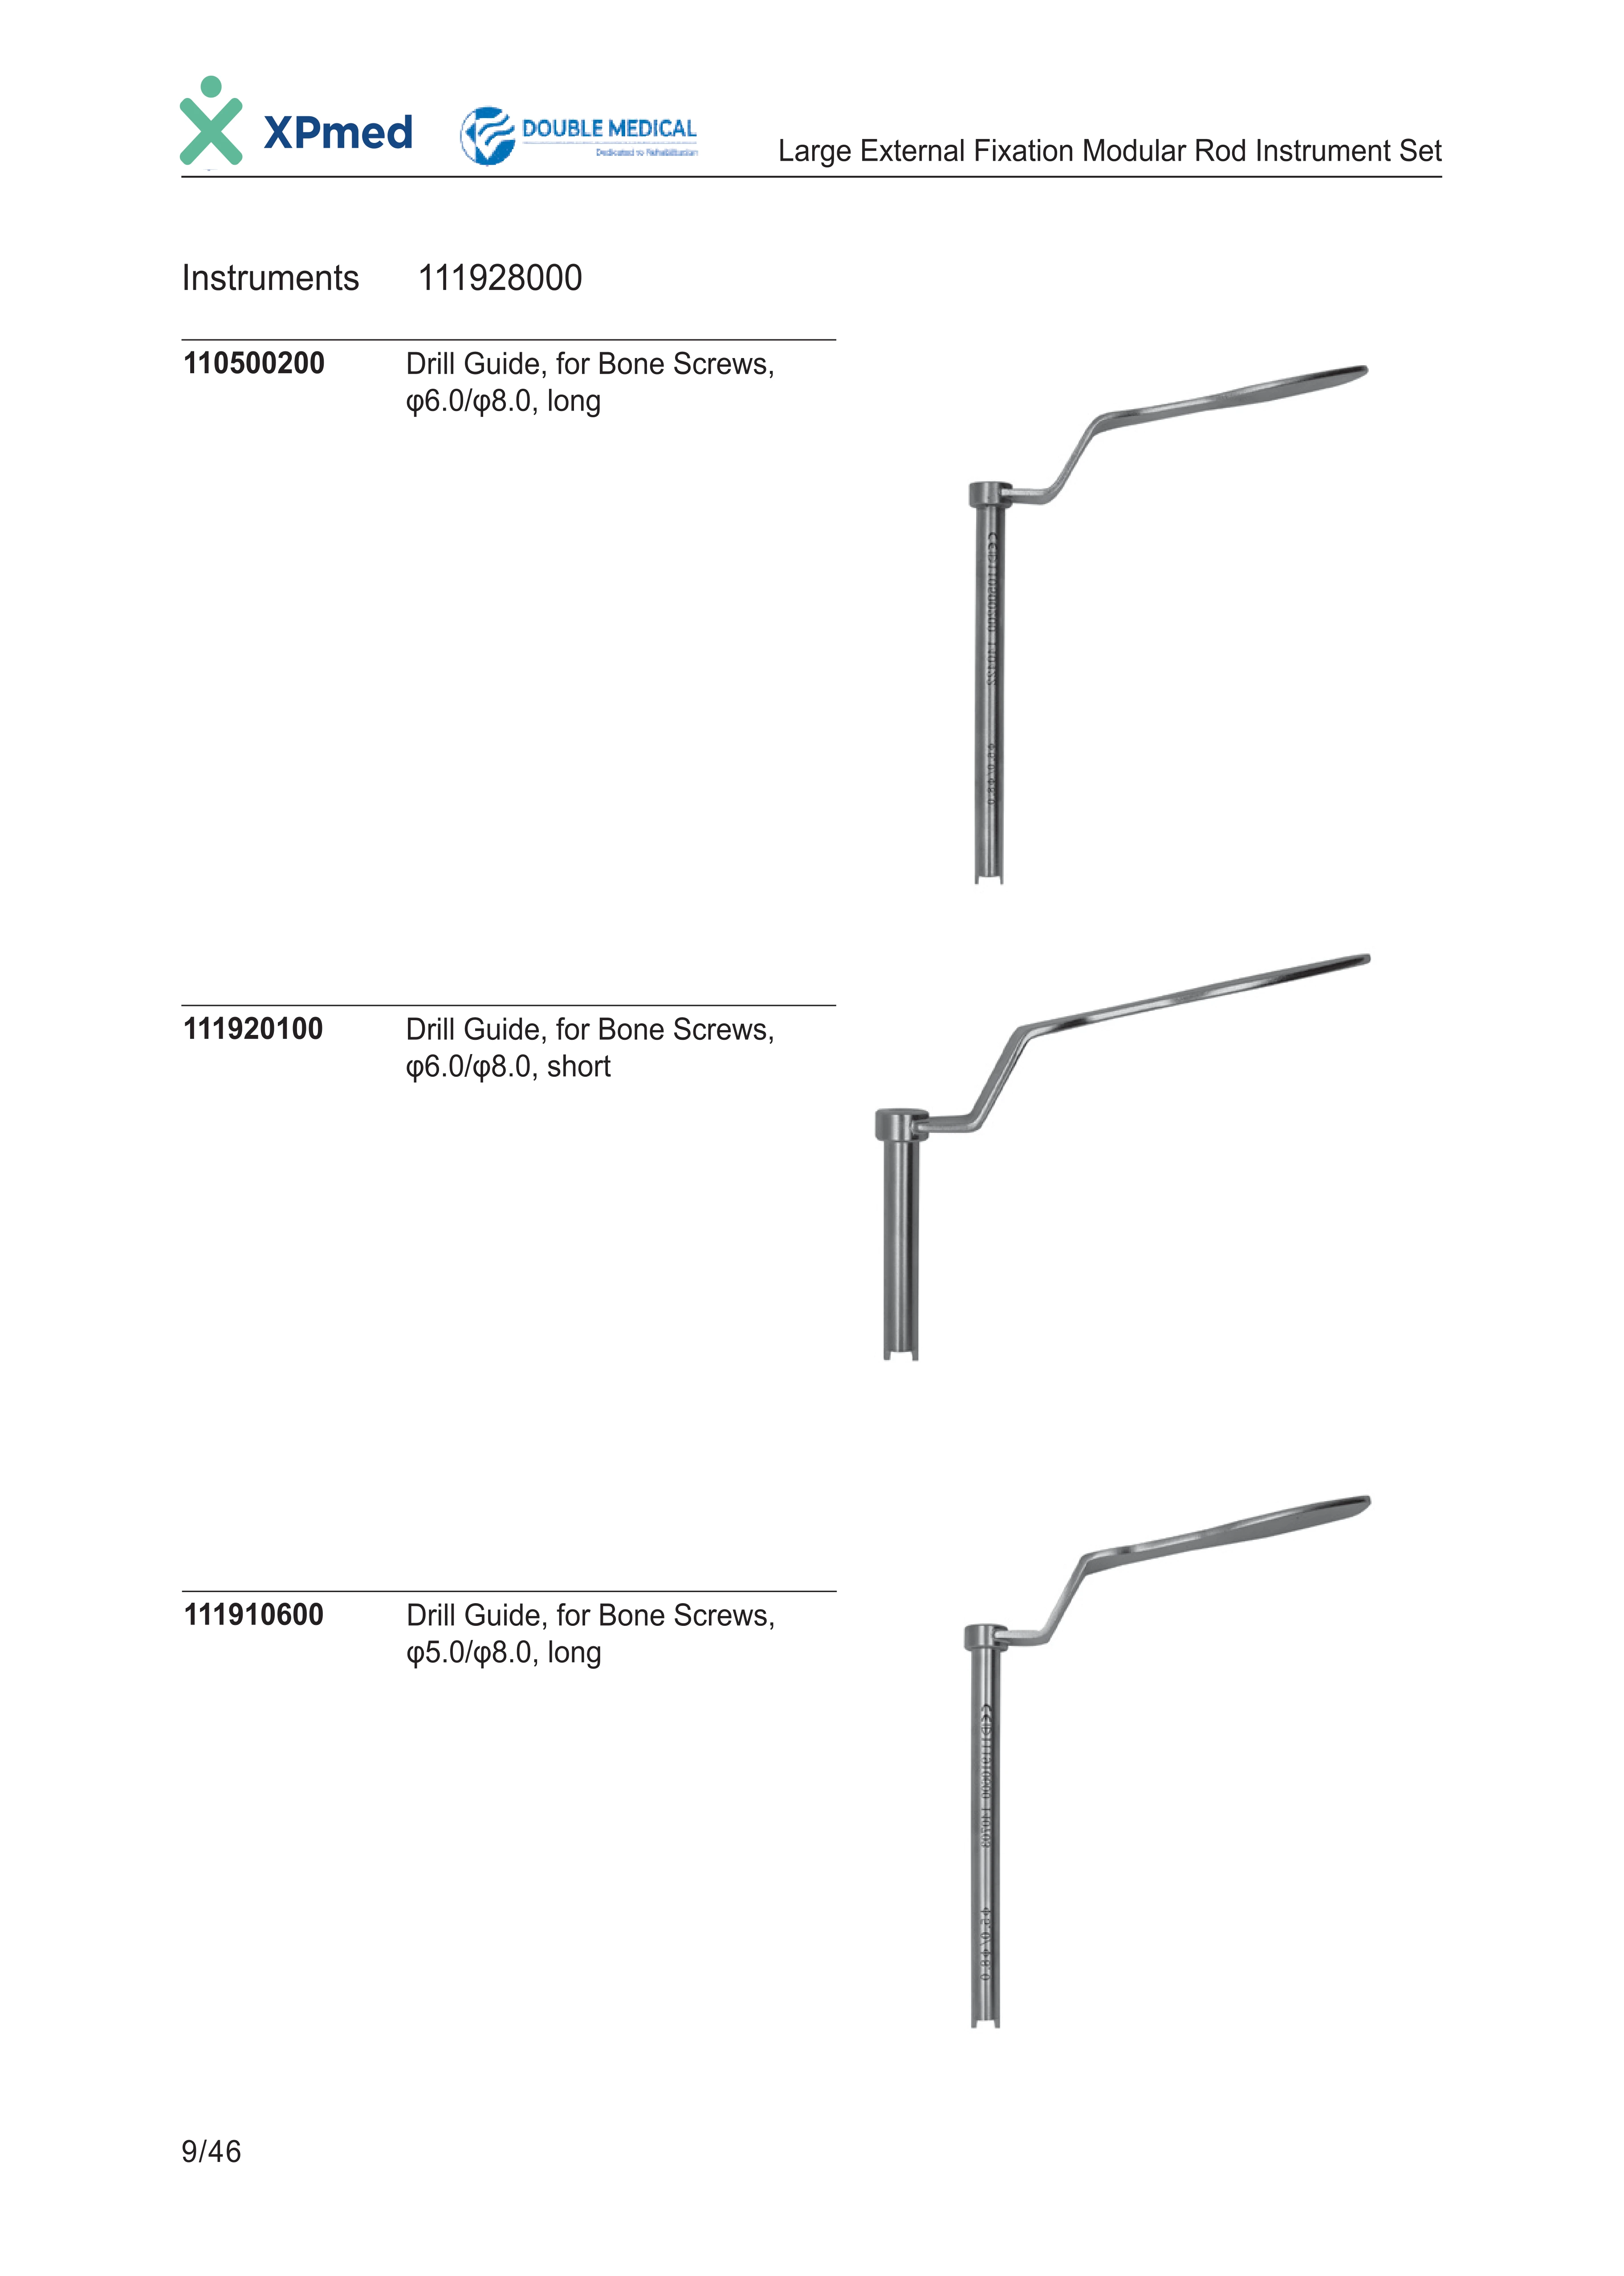 XPmed
DOUBLE MEDICAL
Dedicated to Rehabilitation
Large External Fixation Modular Rod Instrument Set
Instruments 111928000
110500200 Drill Guide, for Bone Screws,
φ6.0/φ8.0, long
111920100 Drill Guide, for Bone Screws,
φ6.0/φ8.0, short
111910600 Drill Guide, for Bone Screws,
φ5.0/φ8.0, long
9/46